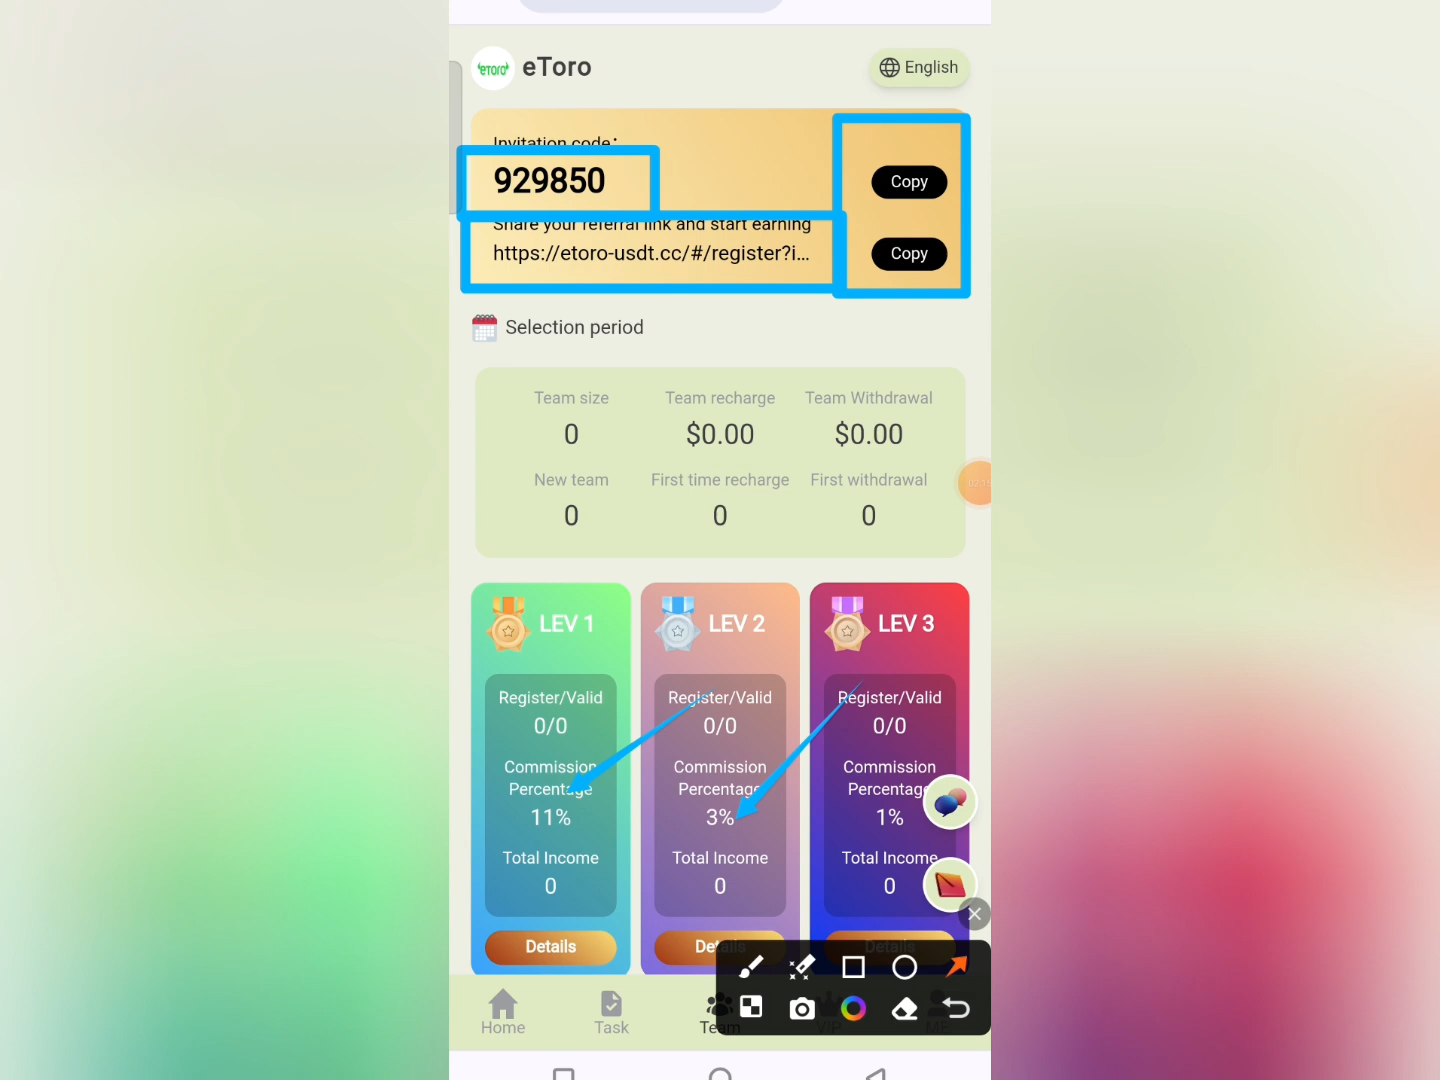 eTORO eToro
English
Invitation code:
929850
Copy
Share your referral link and start earning
https://etoro-usdt.cc/#/register?i...
Copy
Selection period
Team size Team recharge Team Withdrawal
0 $0.00 $0.00
New team First time recharge First withdrawal
0 0 0
LEV 1 LEV 2 LEV 3
Register/Valid Register/Valid Register/Valid
0/0 0/0 0/0
Commission Commission Commission
Percentage Percentage Percentage
11% 3% 1%
Total Income Total Income Total Income
0 0 0
Details Details Details
Home Task Team VIP ME